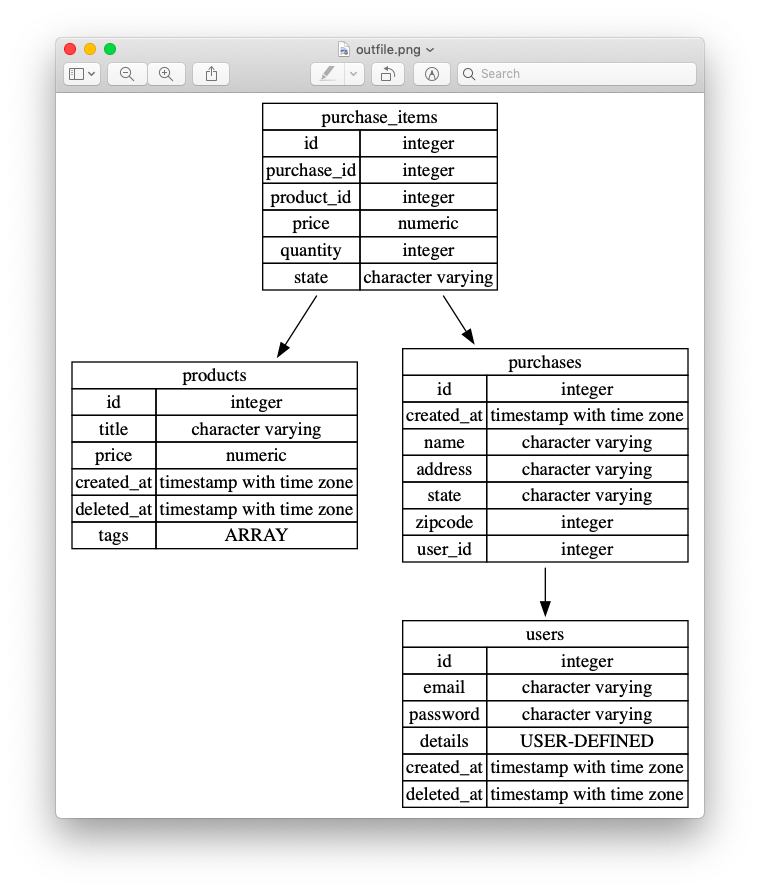 outfile.png
Search
purchase_items
id integer
purchase_id integer
product_id integer
price numeric
quantity integer
state character varying
products
id integer
title character varying
price numeric
created_at timestamp with time zone
deleted_at timestamp with time zone
tags ARRAY
purchases
id integer
created_at timestamp with time zone
name character varying
address character varying
state character varying
zipcode integer
user_id integer
users
id integer
email character varying
password character varying
details USER-DEFINED
created_at timestamp with time zone
deleted_at timestamp with time zone